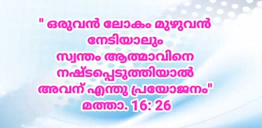 " ഒരുവൻ ലോകം മുഴുവൻ
നേടിയാലും
സ്വന്തം ആത്മാവിനെ
നഷ്ടപ്പെടുത്തിയാൽ
അവന് എന്തു പ്രയോജനം"
മത്താ. 16: 26